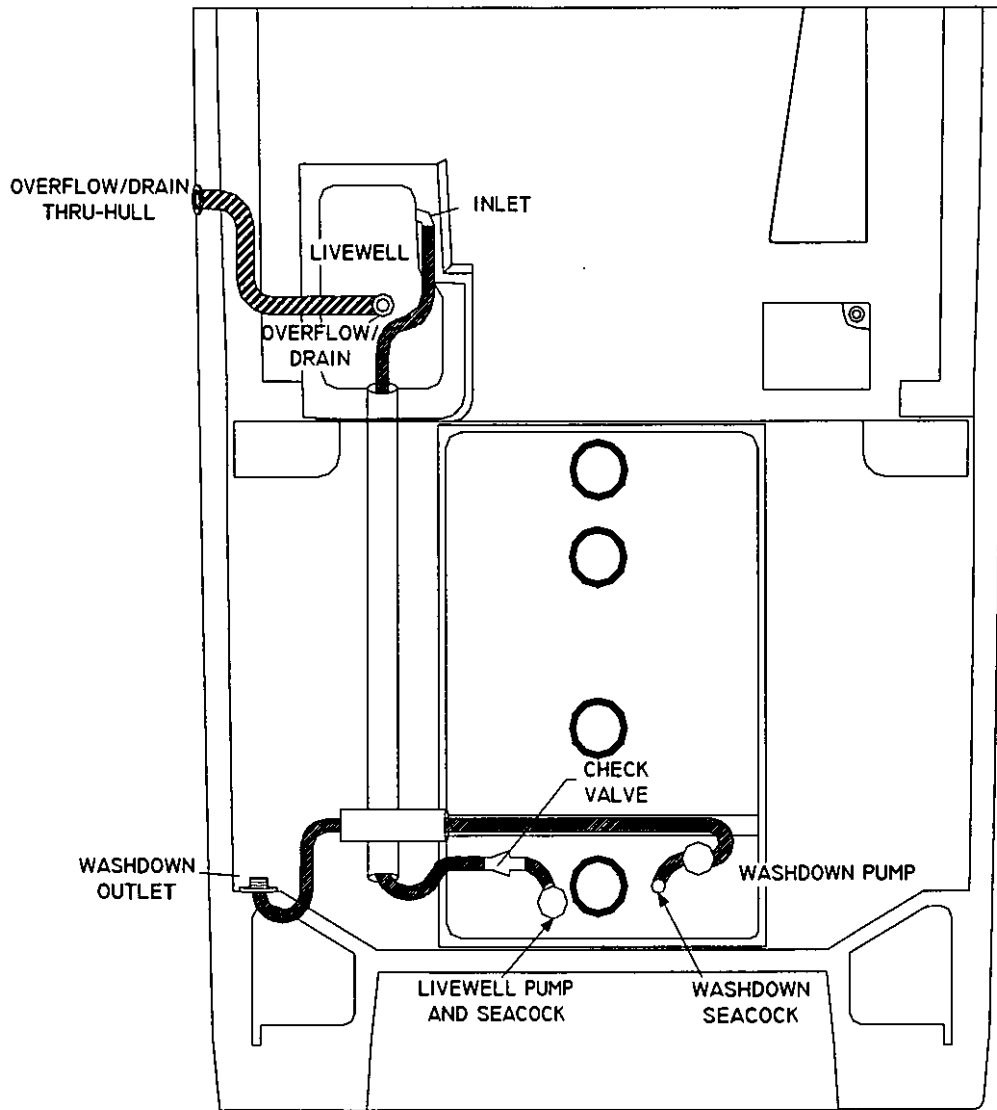 OVERFLOW/DRAIN
THRU-HULL
INLET
LIVEWELL
OVERFLOW/
DRAIN
CHECK
VALVE
WASHDOWN
OUTLET
WASHDOWN PUMP
LIVEWELL PUMP
AND SEACOCK
WASHDOWN
SEACOCK